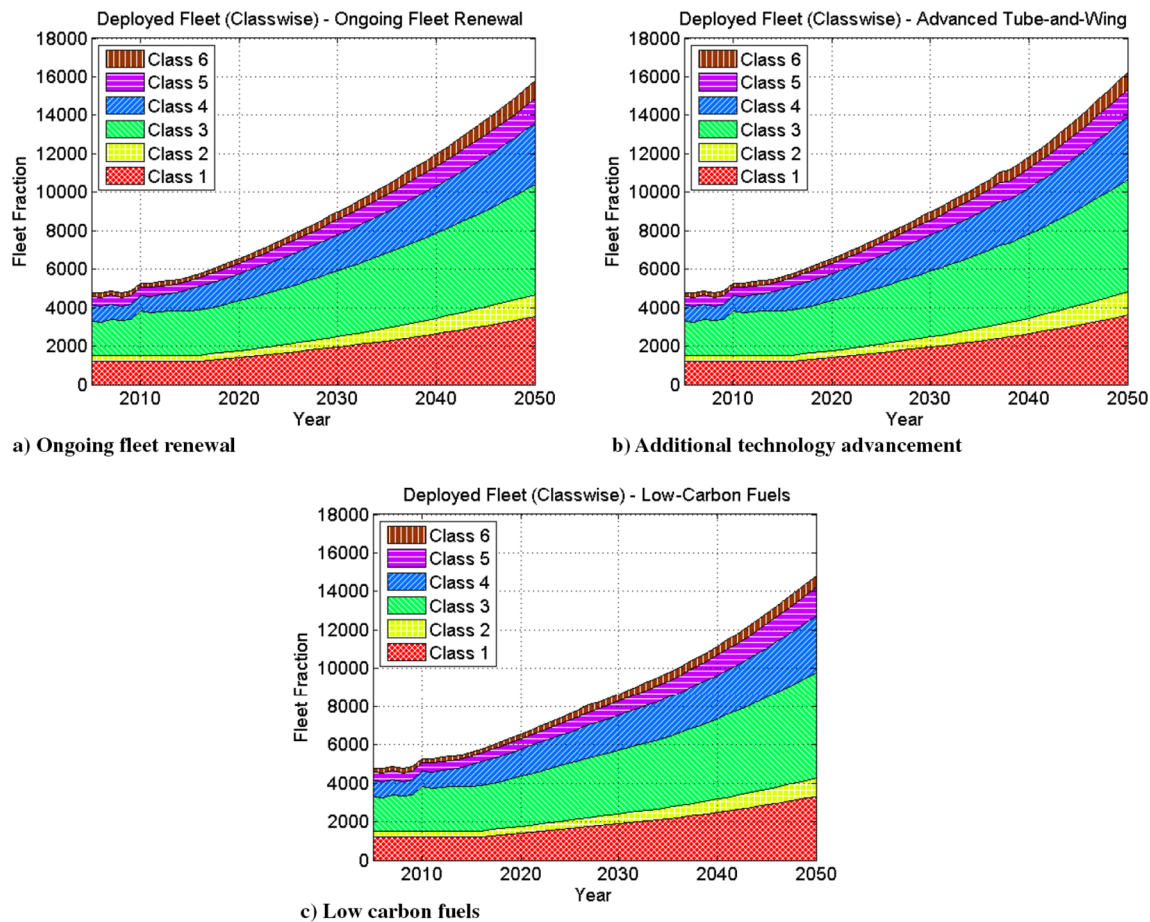 Deployed Fleet (Classwise) - Ongoing Fleet Renewal
18000
16000
14000
12000
10000
8000
6000
4000
2000
0
Fleet Fraction
Class 6
Class 5
Class 4
Class 3
Class 2
Class 1
2010 2020 2030 2040 2050
Year
a) Ongoing fleet renewal
Deployed Fleet (Classwise) - Advanced Tube-and-Wing
18000
16000
14000
12000
10000
8000
6000
4000
2000
0
Fleet Fraction
Class 6
Class 5
Class 4
Class 3
Class 2
Class 1
2010 2020 2030 2040 2050
Year
b) Additional technology advancement
Deployed Fleet (Classwise) - Low-Carbon Fuels
18000
16000
14000
12000
10000
8000
6000
4000
2000
0
Fleet Fraction
Class 6
Class 5
Class 4
Class 3
Class 2
Class 1
2010 2020 2030 2040 2050
Year
c) Low carbon fuels